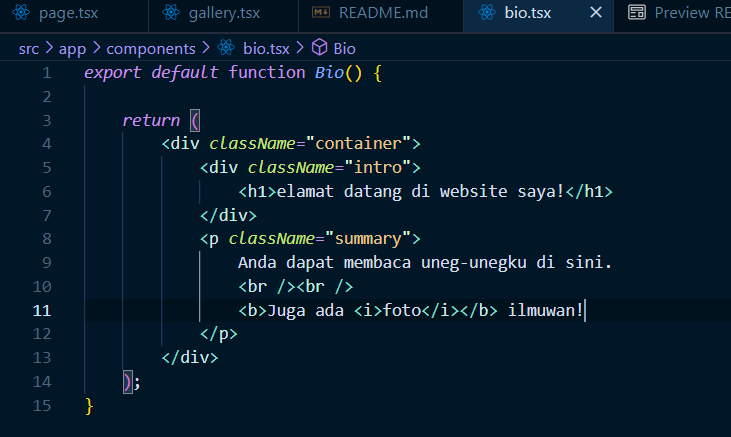 page.tsx gallery.tsx README.md bio.tsx Preview RE
src > app > components > bio.tsx > Bio
1 export default function Bio() {
2
3 return (
4 <div className="container">
5 <div className="intro">
6 <h1>elamat datang di website saya!</h1>
7 </div>
8 <p className="summary">
9 Anda dapat membaca uneg-unegku di sini.
10 <br /><br />
11 <b>Juga ada <i>foto</i></b> ilmuwan!
12 </p>
13 </div>
14 );
15 }